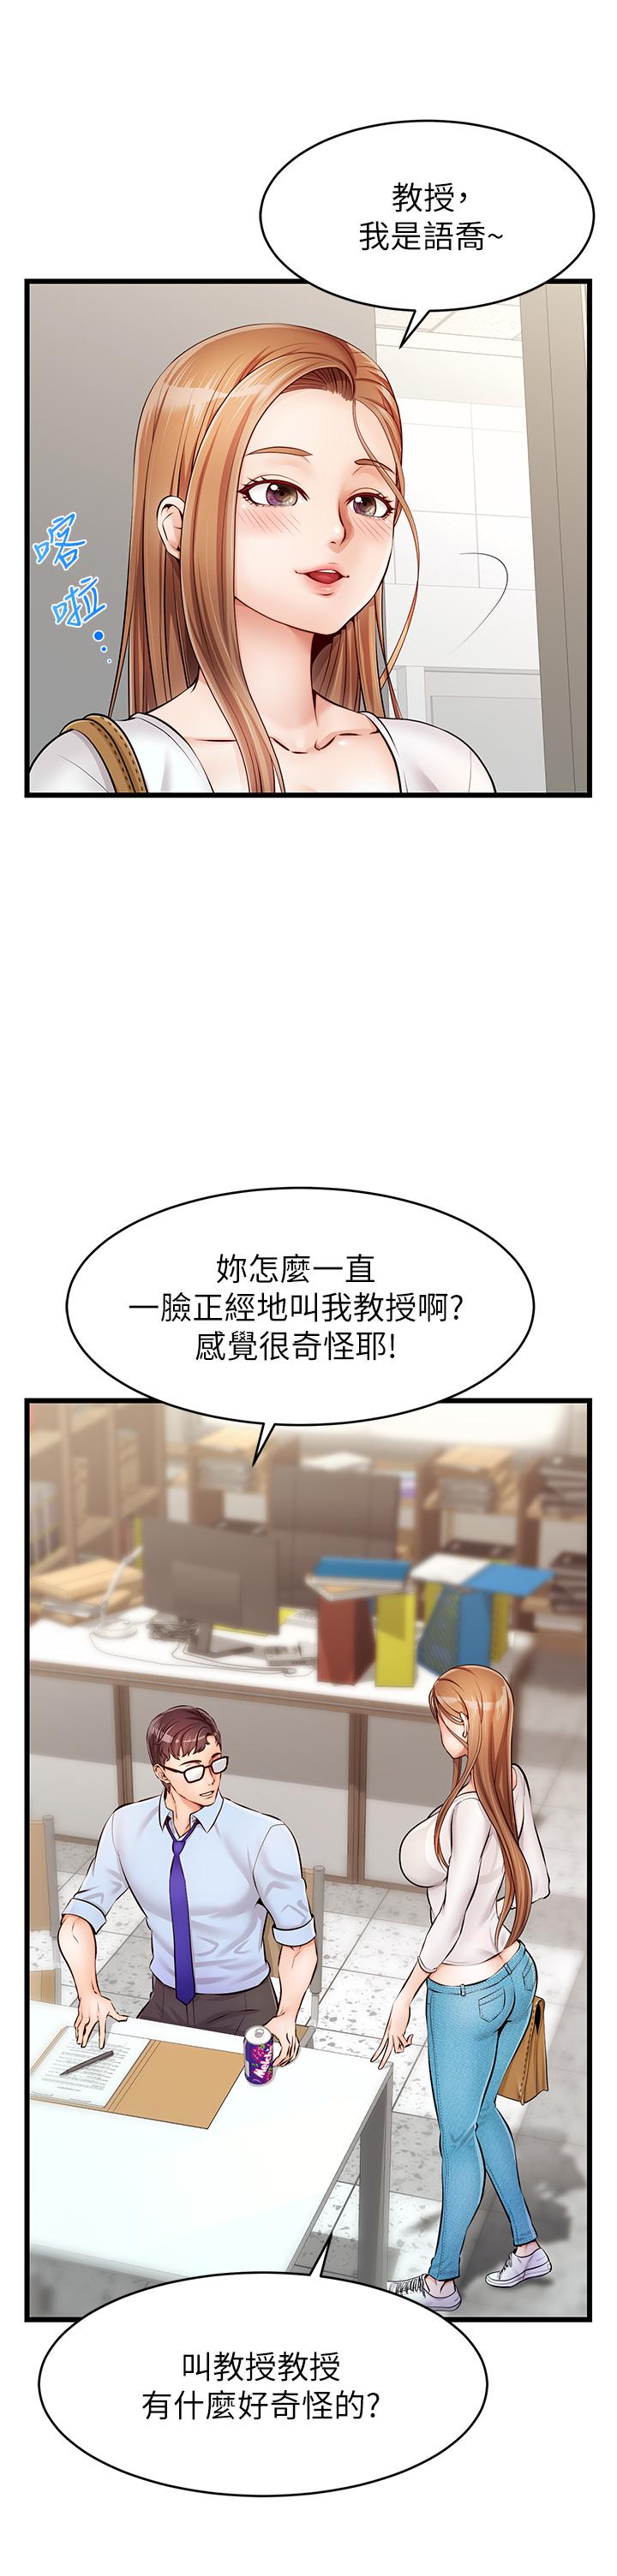 教授，
我是語喬~
喀
啦
妳怎麼一直
一臉正經地叫我教授啊?
感覺很奇怪耶!
叫教授教授
有什麼好奇怪的?